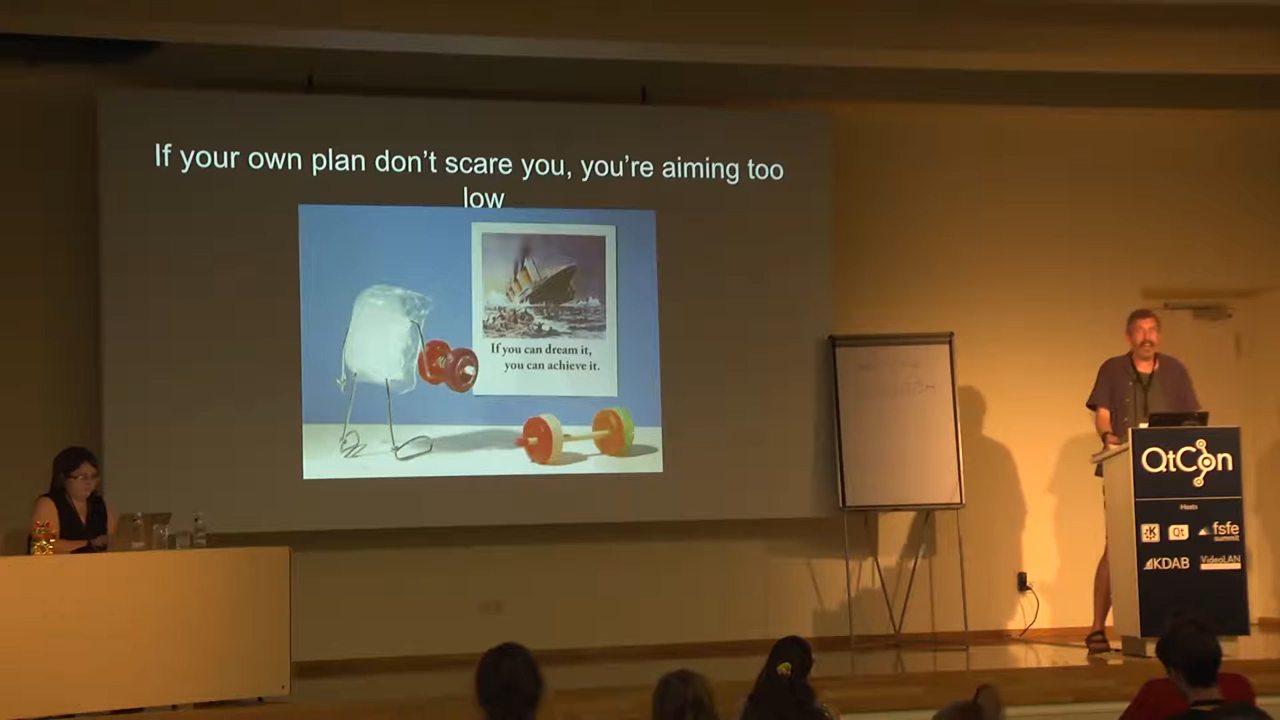 If your own plan don't scare you, you're aiming too
low
If you can dream it,
you can achieve it.
QtCon
Hosts
Qt
fsfe
summit
KDAB
VideoLAN